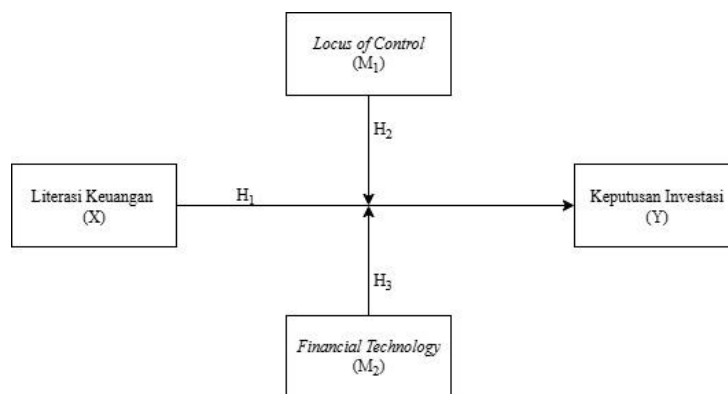 Locus of Control
(M₁)
H₂
Literasi Keuangan
(X)
H₁
Keputusan Investasi
(Y)
H₃
Financial Technology
(M₂)